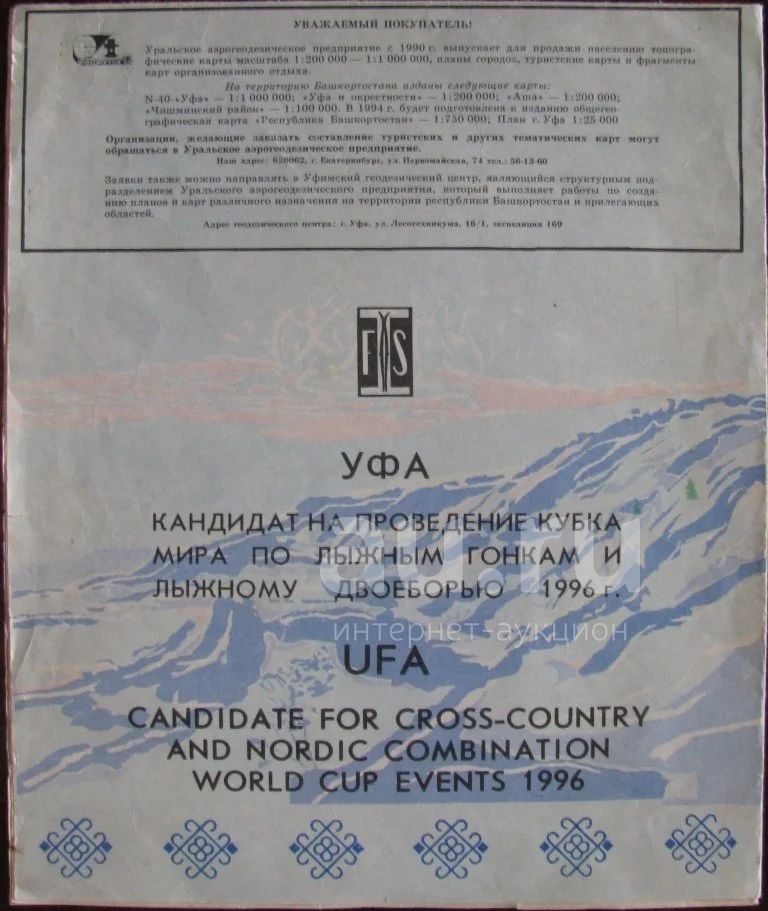 УВАЖАЕМЫЙ ПОКУПАТЕЛЬ!
Уральское аэрогеодезическое предприятие с 1990 г. выпускает для продажи населению топогра-
фические карты масштаба 1:200 000 — 1:1 000 000, планы городов, туристские карты и фрагменты
карт организованного отдыха.
На территорию Башкортостана изданы следующие карты:
N-40-«Уфа» — 1:1 000 000; «Уфа и окрестности» — 1:200 000; «Аша» — 1:200 000;
«Чишминский район» — 1:100 000. В 1994 г. будет подготовлена к изданию общегео-
графическая карта «Республика Башкортостан» — 1:750 000; План г. Уфа 1:25 000
Организации, желающие заказать составление туристских и других тематических карт могут
обращаться в Уральское аэрогеодезическое предприятие.
Наш адрес: 620062, г. Екатеринбург, ул. Первомайская, 74 тел.: 56-13-60
Заявки также можно направлять в Уфимский геодезический центр, являющийся структурным под-
разделением Уральского аэрогеодезического предприятия, который выполняет работы по созда-
нию планов и карт различного назначения на территории республики Башкортостан и прилегающих
областей.
Адрес геодезического центра: г. Уфа, ул. Лесотехникума, 16/1, экспедиция 169
FIS
УФА
КАНДИДАТ НА ПРОВЕДЕНИЕ КУБКА
МИРА ПО ЛЫЖНЫМ ГОНКАМ И
ЛЫЖНОМУ ДВОЕБОРЬЮ 1996 г.
au.ru
интернет-аукцион
UFA
CANDIDATE FOR CROSS-COUNTRY
AND NORDIC COMBINATION
WORLD CUP EVENTS 1996